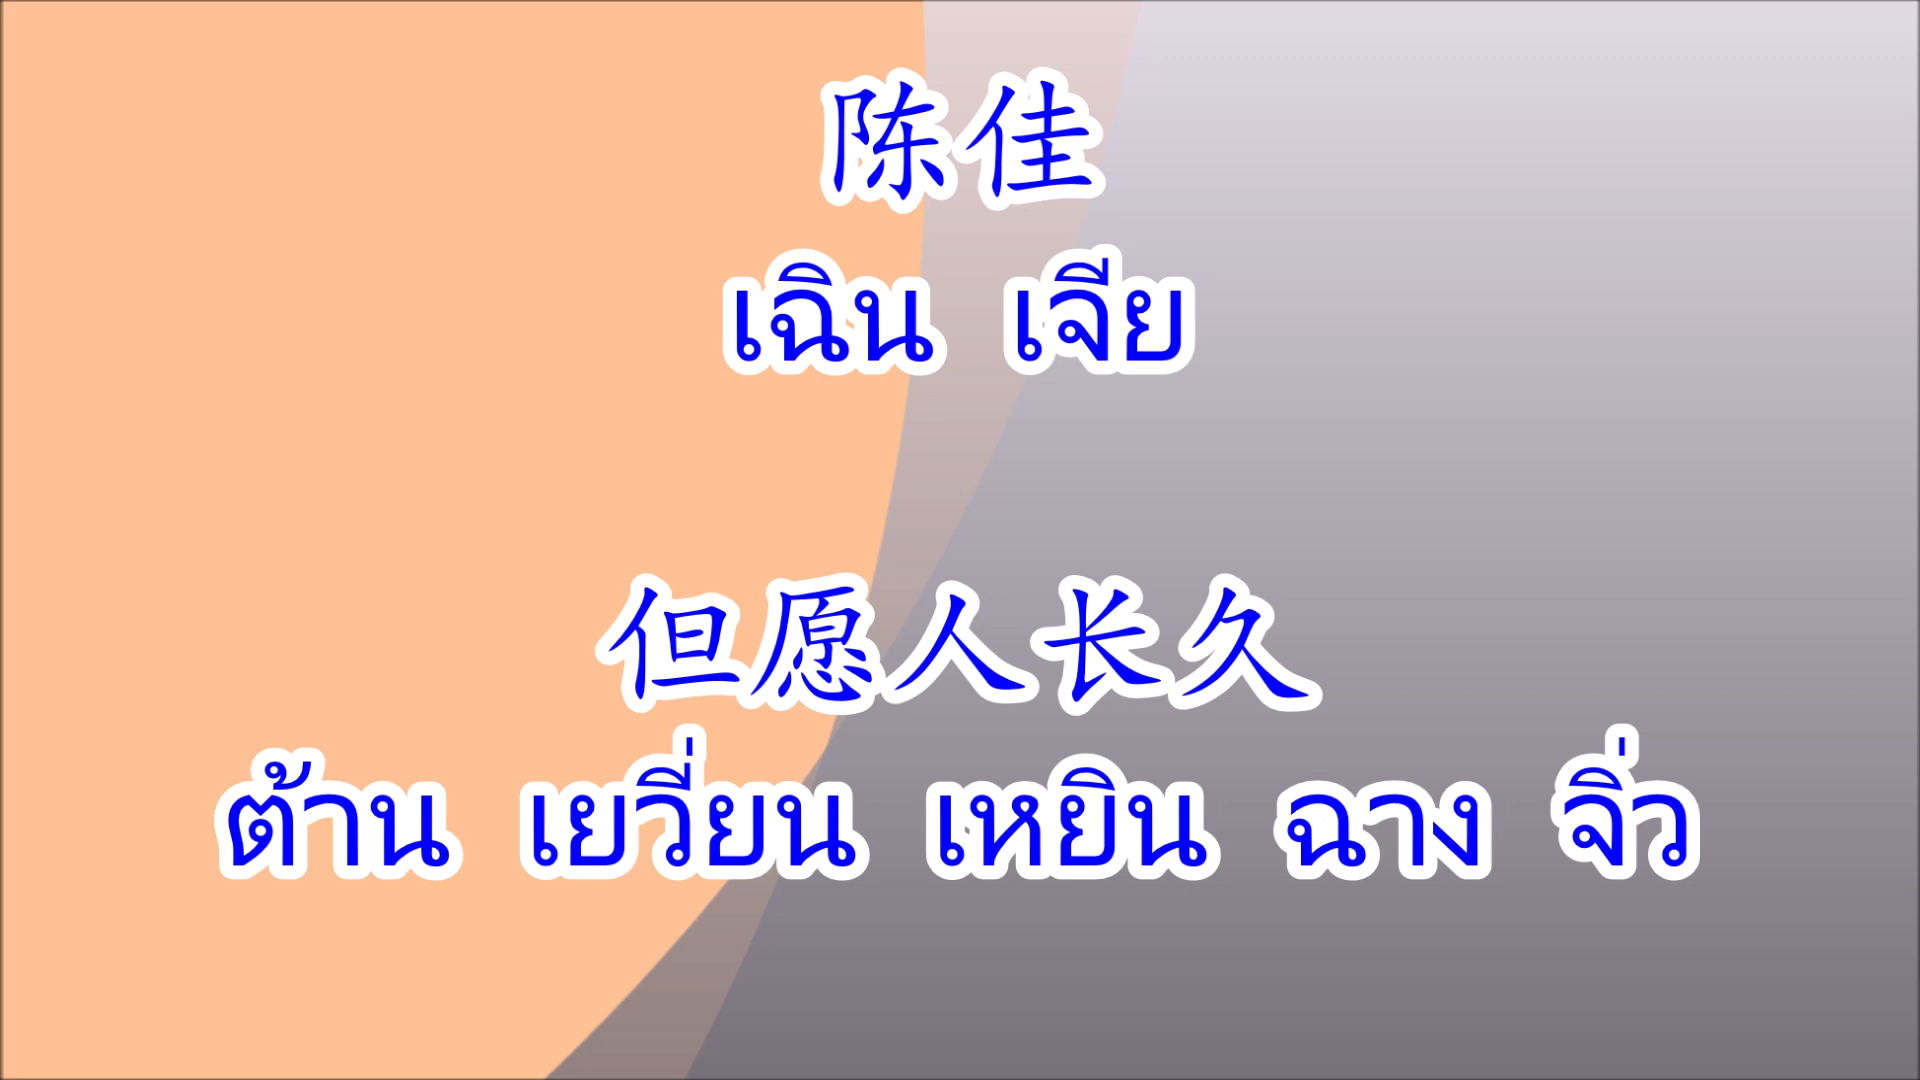 陈佳
เฉิน เจีย
但愿人长久
ต้าน เยวี่ยน เหยิน ฉาง จิ่ว